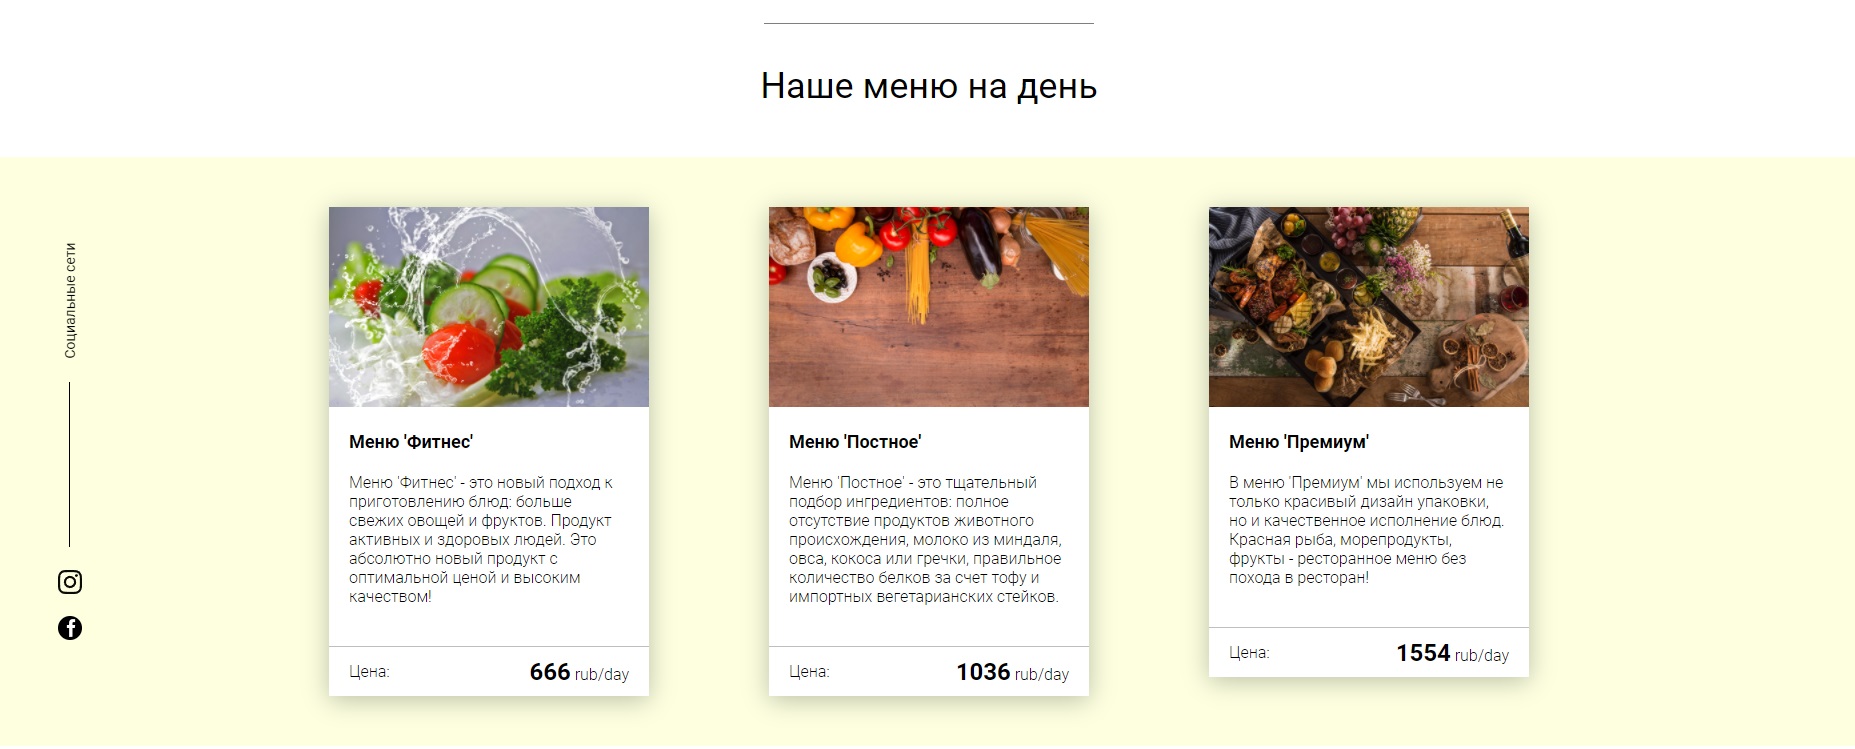 Наше меню на день
Социальные сети
Меню 'Фитнес'
Меню 'Фитнес' - это новый подход к
приготовлению блюд: больше
свежих овощей и фруктов. Продукт
активных и здоровых людей. Это
абсолютно новый продукт с
оптимальной ценой и высоким
качеством!
Цена: 666 rub/day
Меню 'Постное'
Меню 'Постное' - это тщательный
подбор ингредиентов: полное
отсутствие продуктов животного
происхождения, молоко из миндаля,
овса, кокоса или гречки, правильное
количество белков за счет тофу и
импортных вегетарианских стейков.
Цена: 1036 rub/day
Меню 'Премиум'
В меню 'Премиум' мы используем не
только красивый дизайн упаковки,
но и качественное исполнение блюд.
Красная рыба, морепродукты,
фрукты - ресторанное меню без
похода в ресторан!
Цена: 1554 rub/day